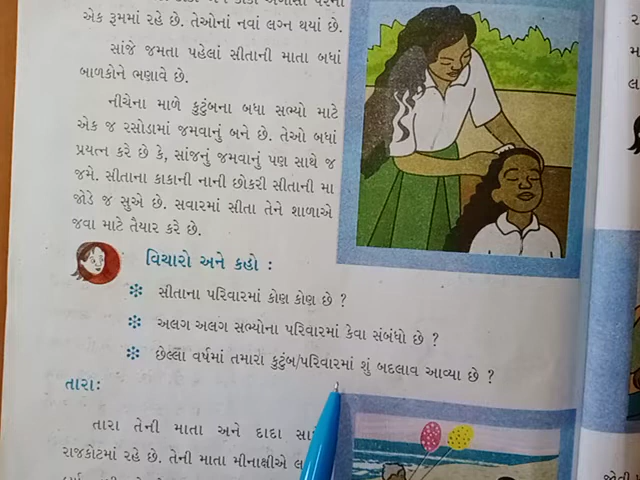 એક રૂમમાં રહે છે. તેઓનાં નવાં લગ્ન થયાં છે.
સાંજે જમતા પહેલાં સીતાની માતા બધાં
બાળકોને ભણાવે છે.
નીચેના માળે કુટુંબના બધા સભ્યો માટે
એક જ રસોડામાં જમવાનું બને છે. તેઓ બધાં
પ્રયત્ન કરે છે કે, સાંજનું જમવાનું પણ સાથે જ
જમે. સીતાના કાકાની નાની છોકરી સીતાની મા
જોડે જ સુએ છે. સવારમાં સીતા તેને શાળાએ
જવા માટે તૈયાર કરે છે.
વિચારો અને કહો :
સીતાના પરિવારમાં કોણ કોણ છે ?
અલગ અલગ સભ્યોના પરિવારમાં કેવા સંબંધો છે ?
છેલ્લા વર્ષમાં તમારા કુટુંબ/પરિવારમાં શું બદલાવ આવ્યા છે ?
તારાઃ
તારા તેની માતા અને દાદા
રાજકોટમાં રહે છે. તેની માતા મીનાક્ષીએ